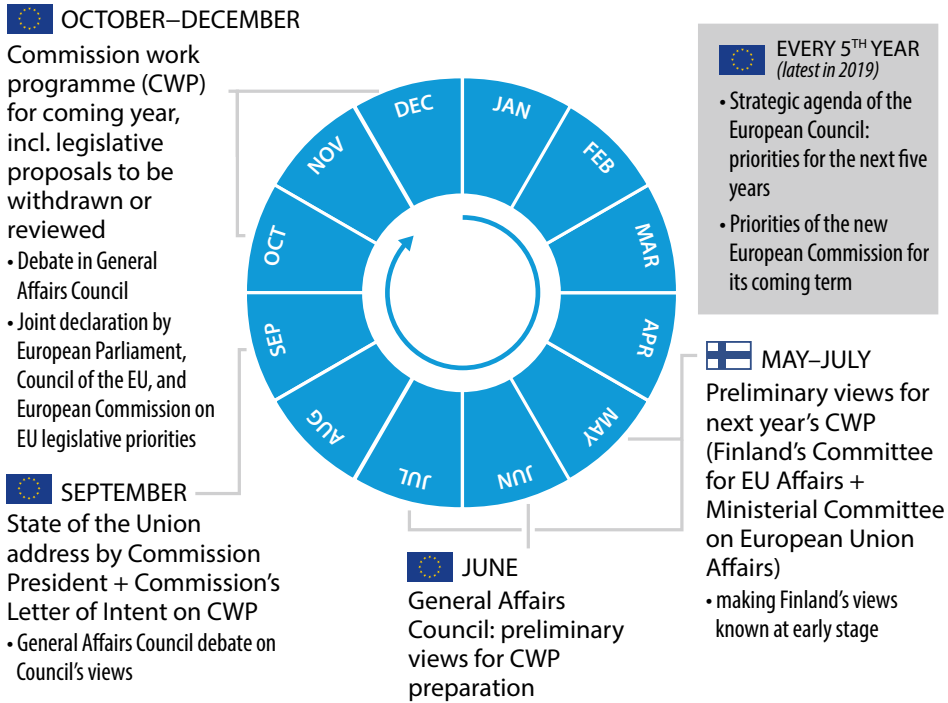 OCTOBER–DECEMBER
Commission work
programme (CWP)
for coming year,
incl. legislative
proposals to be
withdrawn or
reviewed
• Debate in General
Affairs Council
• Joint declaration by
European Parliament,
Council of the EU, and
European Commission on
EU legislative priorities
SEPTEMBER
State of the Union
address by Commission
President + Commission's
Letter of Intent on CWP
• General Affairs Council debate on
Council's views
JAN
FEB
MAR
APR
MAY
JUN
JUL
AUG
SEP
OCT
NOV
DEC
JUNE
General Affairs
Council: preliminary
views for CWP
preparation
EVERY 5TH YEAR
(latest in 2019)
• Strategic agenda of the
European Council:
priorities for the next five
years
• Priorities of the new
European Commission for
its coming term
MAY–JULY
Preliminary views for
next year's CWP
(Finland's Committee
for EU Affairs +
Ministerial Committee
on European Union
Affairs)
• making Finland's views
known at early stage